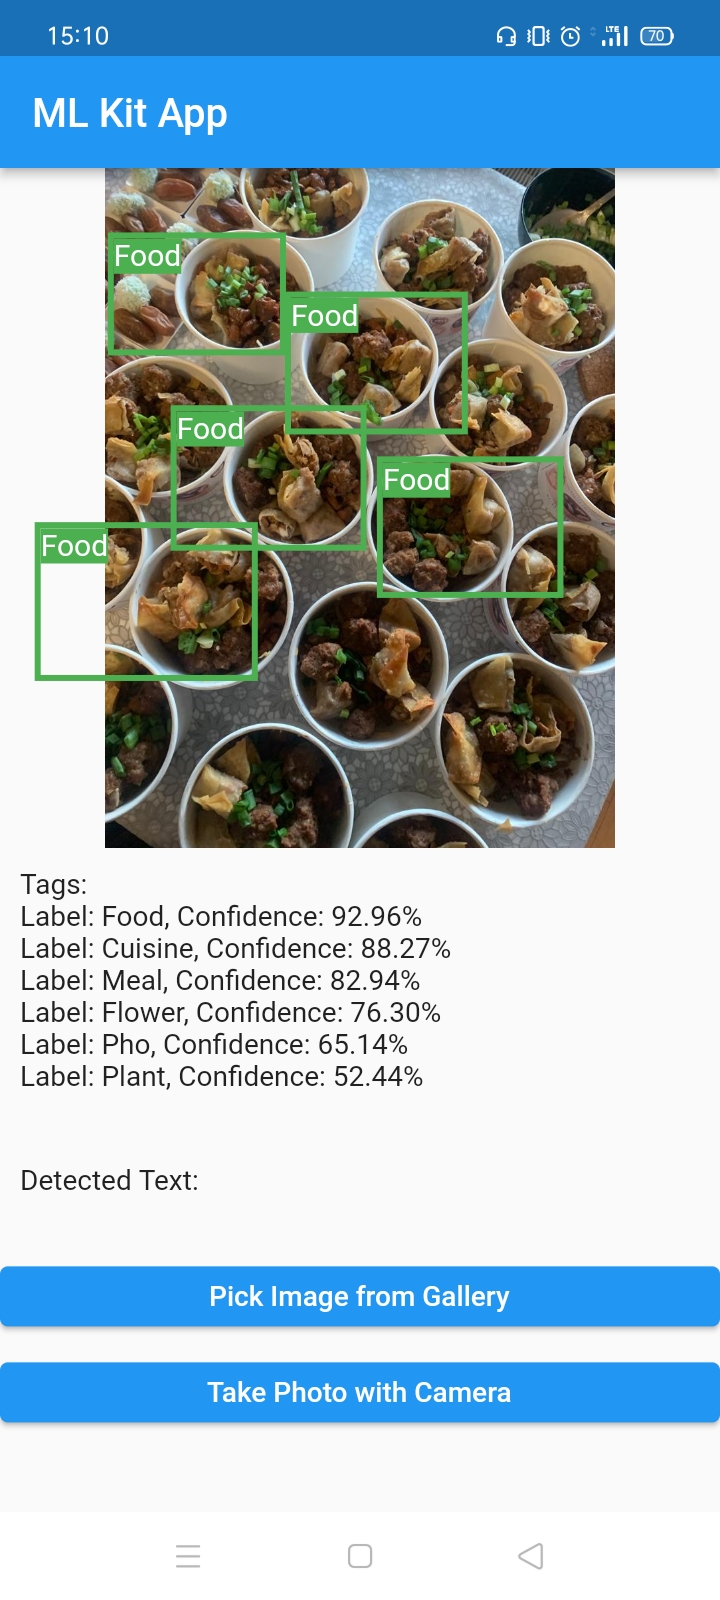 15:10
LTE
70
ML Kit App
Food
Food
Food
Food
Food
Tags:
Label: Food, Confidence: 92.96%
Label: Cuisine, Confidence: 88.27%
Label: Meal, Confidence: 82.94%
Label: Flower, Confidence: 76.30%
Label: Pho, Confidence: 65.14%
Label: Plant, Confidence: 52.44%
Detected Text:
Pick Image from Gallery
Take Photo with Camera